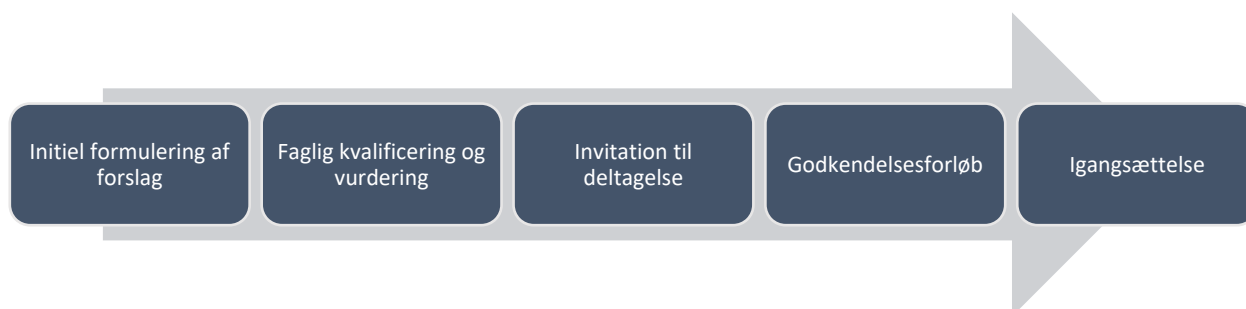 Initiel formulering af
forslag
Faglig kvalificering og
vurdering
Invitation til
deltagelse
Godkendelsesforløb
Igangsættelse